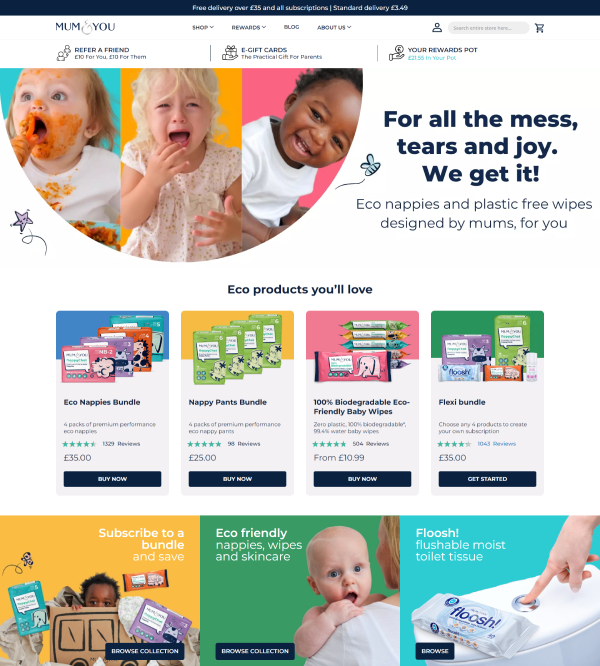 Free delivery over £35 and all subscriptions | Standard delivery £3.49
MUM & YOU
SHOP
REWARDS
BLOG
ABOUT US
Search entire store here...
REFER A FRIEND
£10 For You, £10 For Them
E-GIFT CARDS
The Practical Gift For Parents
YOUR REWARDS POT
£21.55 In Your Pot
For all the mess,
tears and joy.
We get it!
Eco nappies and plastic free wipes
designed by mums, for you
Eco products you'll love
Eco Nappies Bundle
4 packs of premium performance
eco nappies
1329 Reviews
£35.00
BUY NOW
Nappy Pants Bundle
4 packs of premium performance
eco nappy pants
98 Reviews
£25.00
BUY NOW
100% Biodegradable Eco-
Friendly Baby Wipes
Zero plastic, 100% biodegradable*,
99.4% water baby wipes
504 Reviews
From £10.99
BUY NOW
floosh!
Flexi bundle
Choose any 4 products to create
your own subscription
1043 Reviews
£35.00
GET STARTED
Subscribe to a
bundle
and save
BROWSE COLLECTION
Eco friendly
nappies, wipes
and skincare
BROWSE COLLECTION
Floosh!
flushable moist
toilet tissue
floosh!
BROWSE